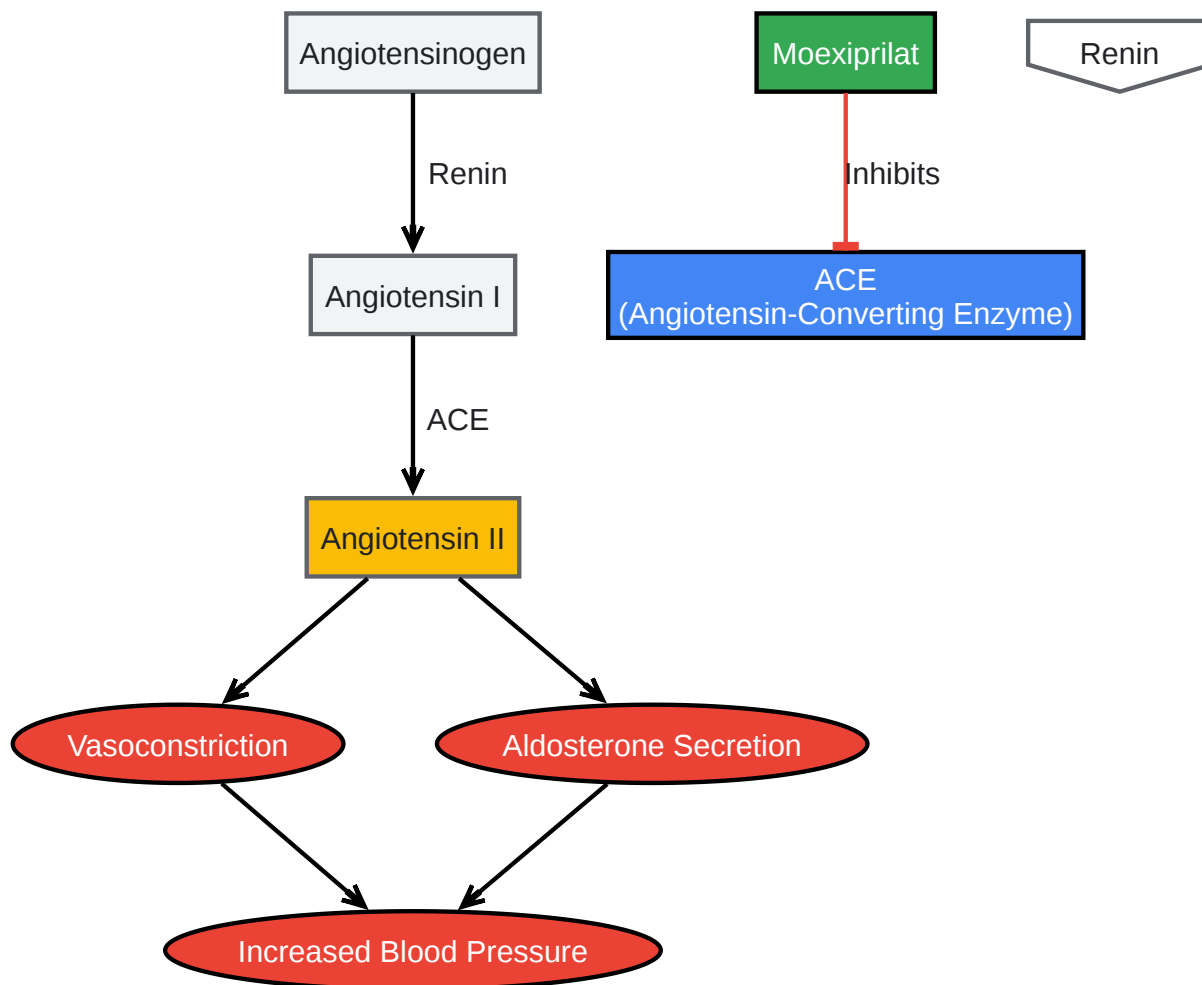 Angiotensinogen
Moexiprilat
Renin
Renin
Inhibits
ACE
(Angiotensin-Converting Enzyme)
Angiotensin I
ACE
Angiotensin II
Vasoconstriction
Aldosterone Secretion
Increased Blood Pressure